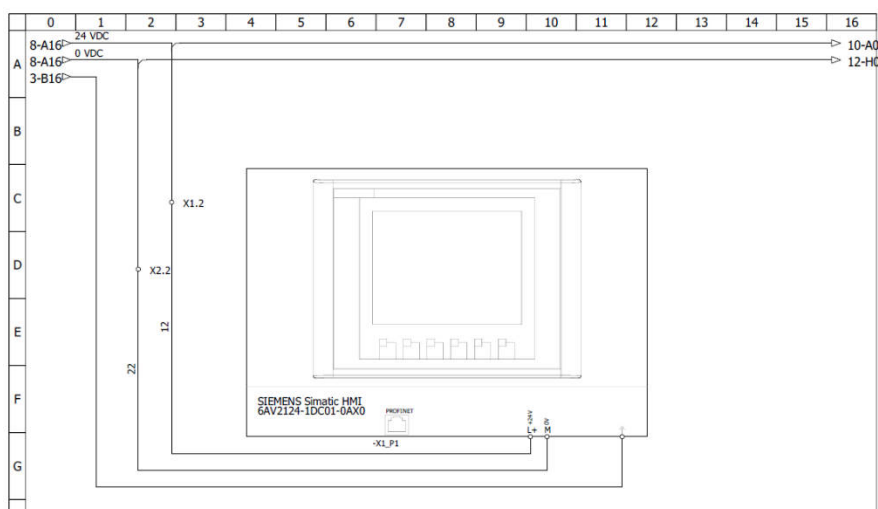 0 1 2 3 4 5 6 7 8 9 10 11 12 13 14 15 16
24 VDC
8-A16
10-A0
0 VDC
8-A16
12-H0
3-B16
A
B
C
X1.2
D
X2.2
E
12
22
F
SIEMENS Simatic HMI
6AV2124-1DC01-0AX0
PROFINET
L+ +24V
M 0V
-X1_P1
G